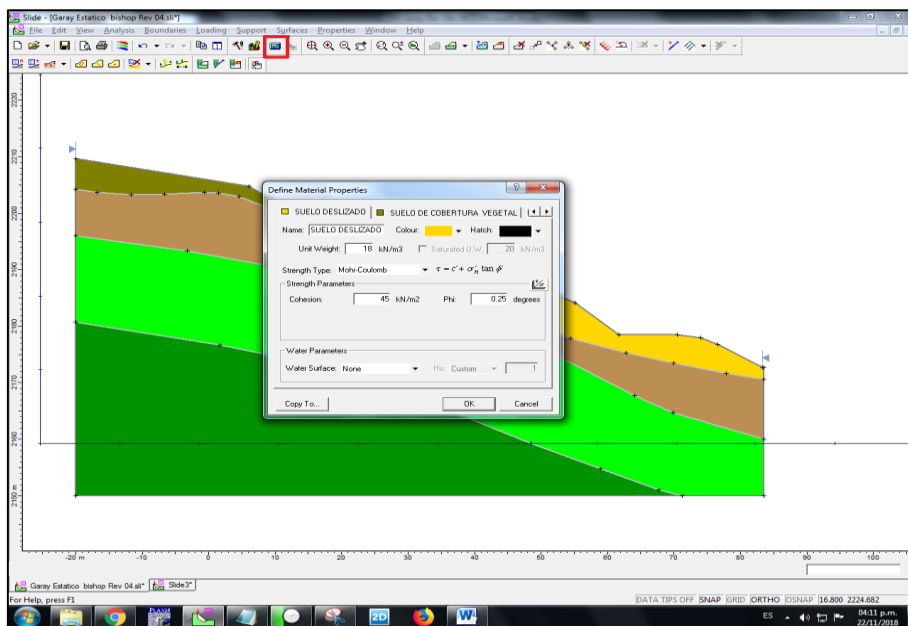 Slide - [Garay Estatico bishop Rev 04.sli*]
File Edit View Analysis Boundaries Loading Support Surfaces Properties Window Help
2220
2210
2200
2190
2180
2170
2160
2150 m
Define Material Properties
SUELO DESLIZADO SUELO DE COBERTURA VEGETAL
Name: SUELO DESLIZADO Colour: Hatch:
Unit Weight: 18 kN/m3 Saturated U.W. 20 kN/m3
Strength Type: Mohr-Coulomb τ = c' + σ'n tan φ'
Strength Parameters
Cohesion: 45 kN/m2 Phi: 0.25 degrees
Water Parameters
Water Surface: None Hu: Custom 1
Copy To... OK Cancel
-20 m -10 0 10 20 30 40 50 60 70 80 90 100
Garay Estatico bishop Rev 04.sli* Slide3*
For Help, press F1 DATA TIPS OFF SNAP GRID ORTHO OSNAP 16.800 2224.682
PLAXIS 2D W ES 04:11 p.m.
22/11/2018